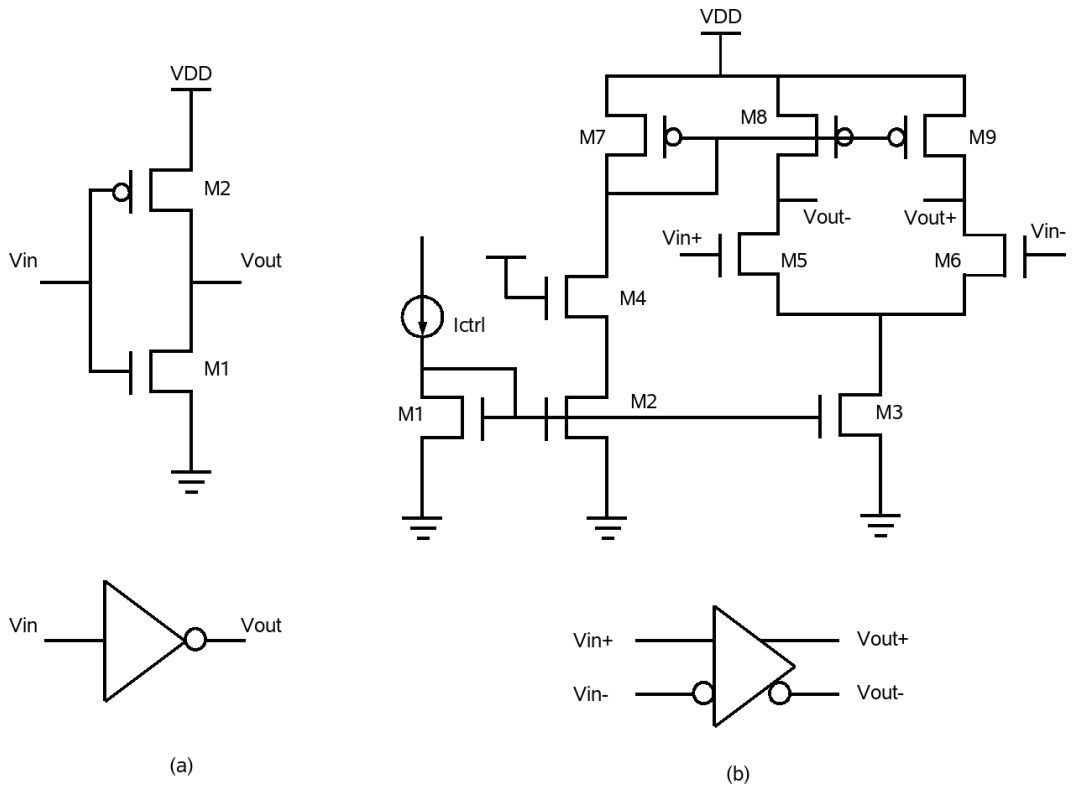 VDD
M2
Vin
Vout
M1
Vin
Vout
(a)
VDD
M7
M8
M9
Vout-
Vout+
Vin+
Vin-
M5
M6
M4
Ictrl
M1
M2
M3
Vin+
Vout+
Vin-
Vout-
(b)